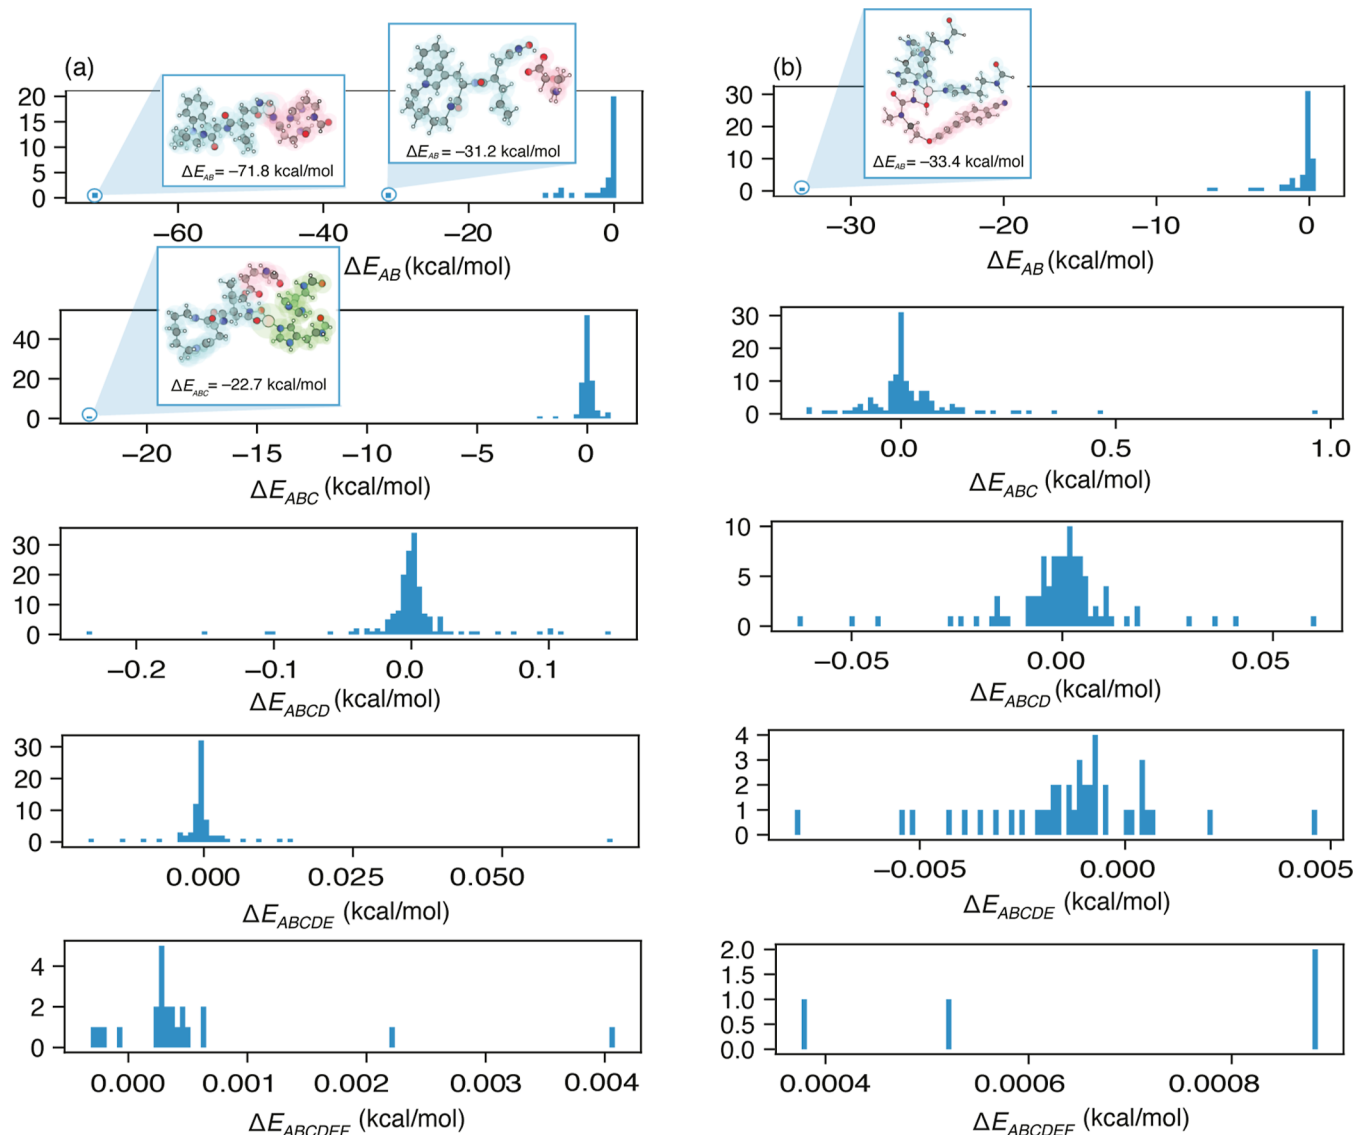 (a)
ΔE_AB = −71.8 kcal/mol
ΔE_AB = −31.2 kcal/mol
20
15
10
5
0
−60 −40 −20 0
ΔE_AB (kcal/mol)
ΔE_ABC = −22.7 kcal/mol
40
20
0
−20 −15 −10 −5 0
ΔE_ABC (kcal/mol)
30
20
10
0
−0.2 −0.1 0.0 0.1
ΔE_ABCD (kcal/mol)
30
20
10
0
0.000 0.025 0.050
ΔE_ABCDE (kcal/mol)
4
2
0
0.000 0.001 0.002 0.003 0.004
ΔE_ABCDEF (kcal/mol)
(b)
ΔE_AB = −33.4 kcal/mol
30
20
10
0
−30 −20 −10 0
ΔE_AB (kcal/mol)
30
20
10
0
0.0 0.5 1.0
ΔE_ABC (kcal/mol)
10
5
0
−0.05 0.00 0.05
ΔE_ABCD (kcal/mol)
4
3
2
1
0
−0.005 0.000 0.005
ΔE_ABCDE (kcal/mol)
2.0
1.5
1.0
0.5
0.0
0.0004 0.0006 0.0008
ΔE_ABCDEF (kcal/mol)